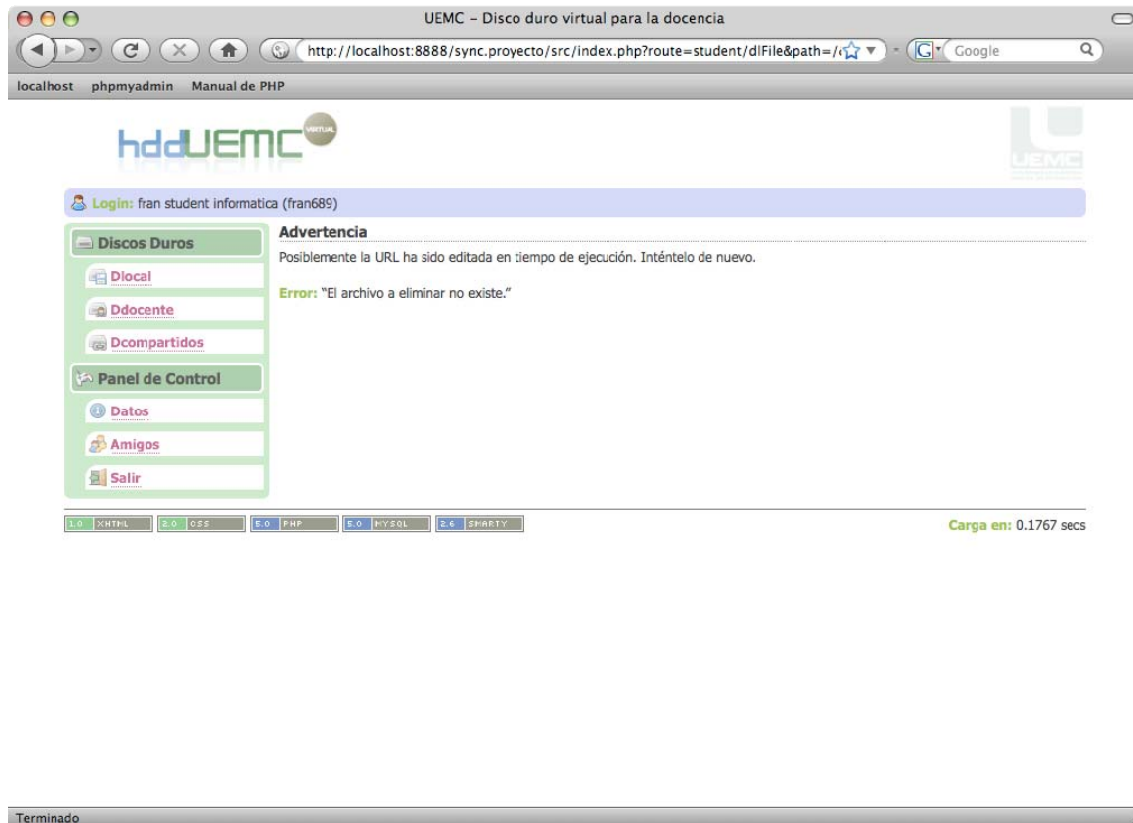 UEMC – Disco duro virtual para la docencia
http://localhost:8888/sync.proyecto/src/index.php?route=student/dlFile&path=/
Google
localhost phpmyadmin Manual de PHP
hddUEMC VIRTUAL
UEMC
Login: fran student informatica (fran689)
Discos Duros
Dlocal
Ddocente
Dcompartidos
Panel de Control
Datos
Amigos
Salir
Advertencia
Posiblemente la URL ha sido editada en tiempo de ejecución. Inténtelo de nuevo.
Error: "El archivo a eliminar no existe."
1.0 XHTML 2.0 CSS 5.0 PHP 5.0 MYSQL 2.6 SMARTY
Carga en: 0.1767 secs
Terminado